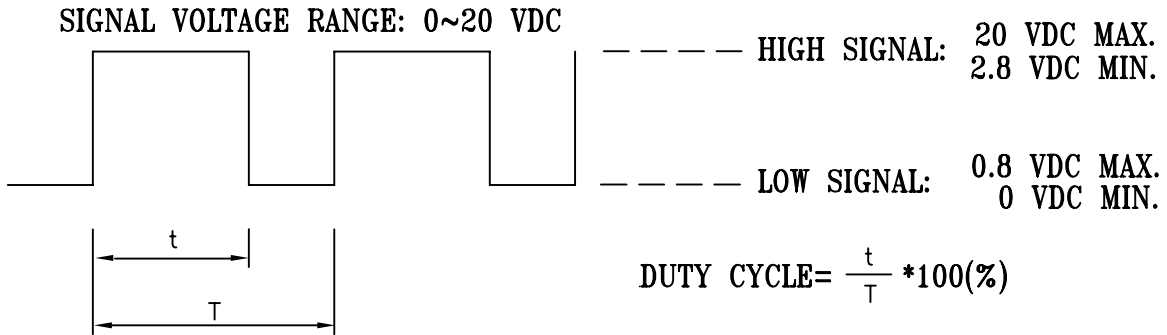 SIGNAL VOLTAGE RANGE: 0~20 VDC
HIGH SIGNAL: 20 VDC MAX.
2.8 VDC MIN.
LOW SIGNAL: 0.8 VDC MAX.
0 VDC MIN.
t
T
DUTY CYCLE= t/T *100(%)